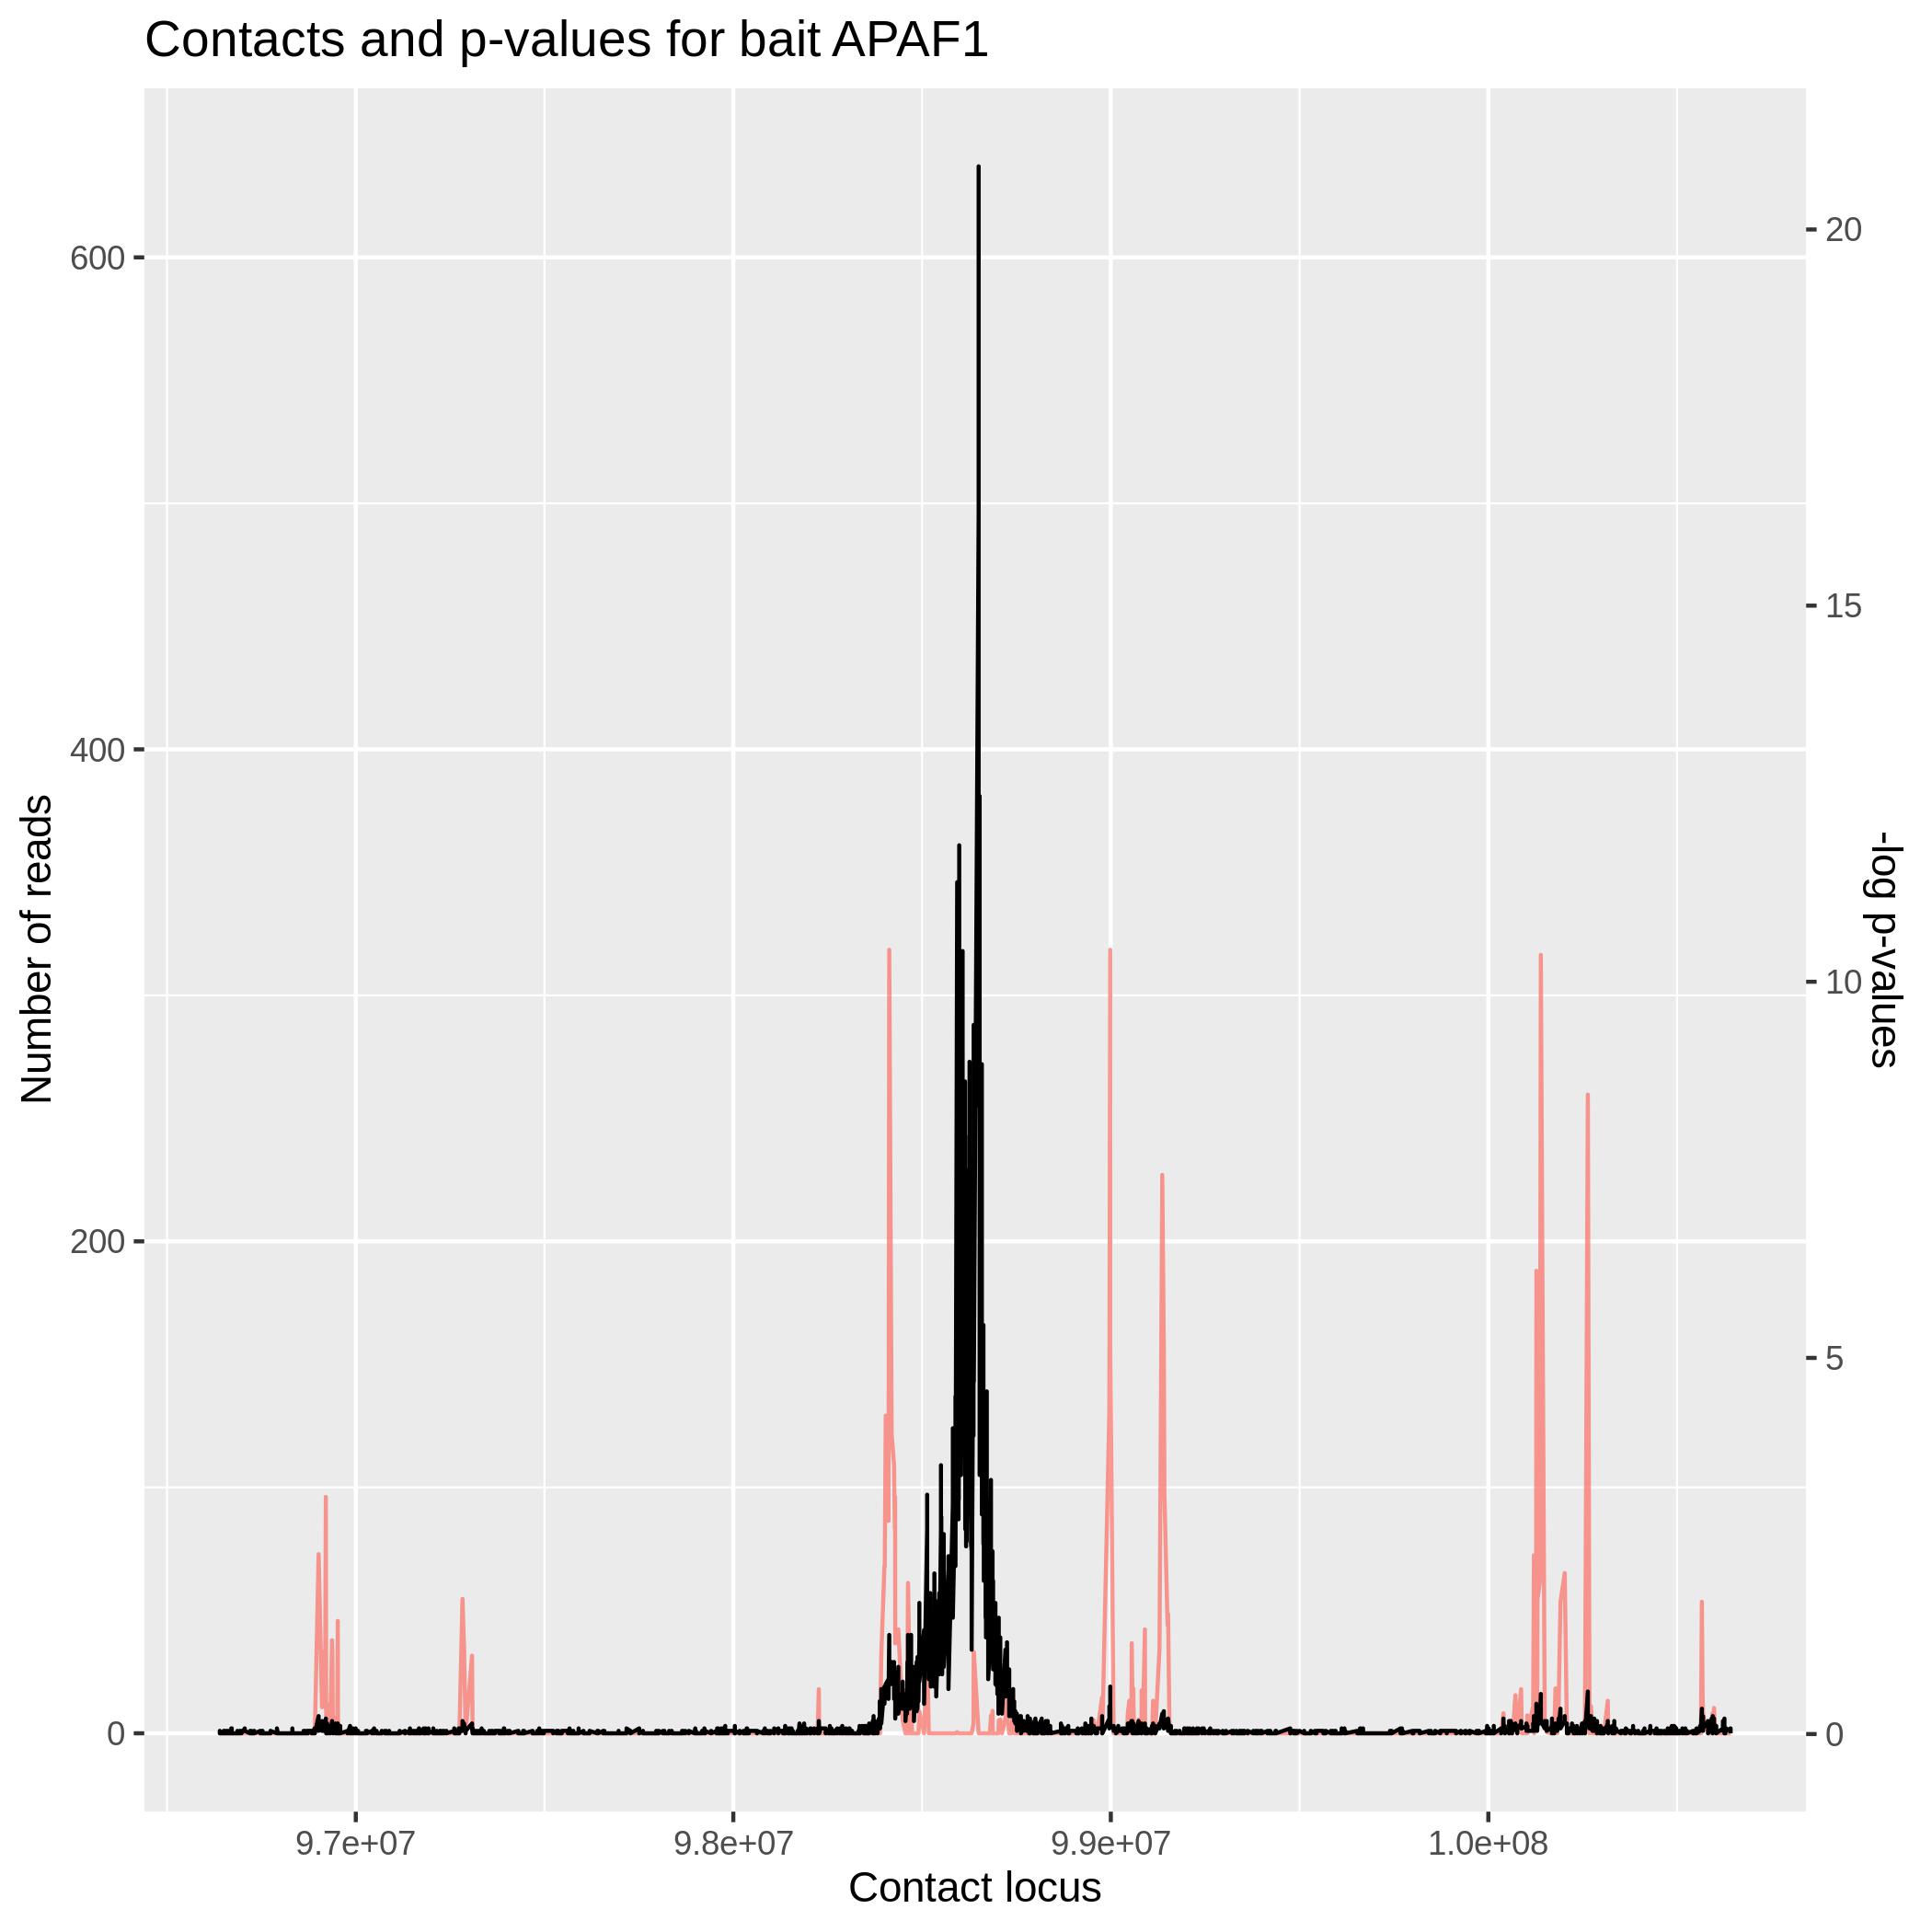 Contacts and p-values for bait APAF1
Number of reads
600
400
200
0
20
15
10
5
0
-log p-values
9.7e+07
9.8e+07
9.9e+07
1.0e+08
Contact locus